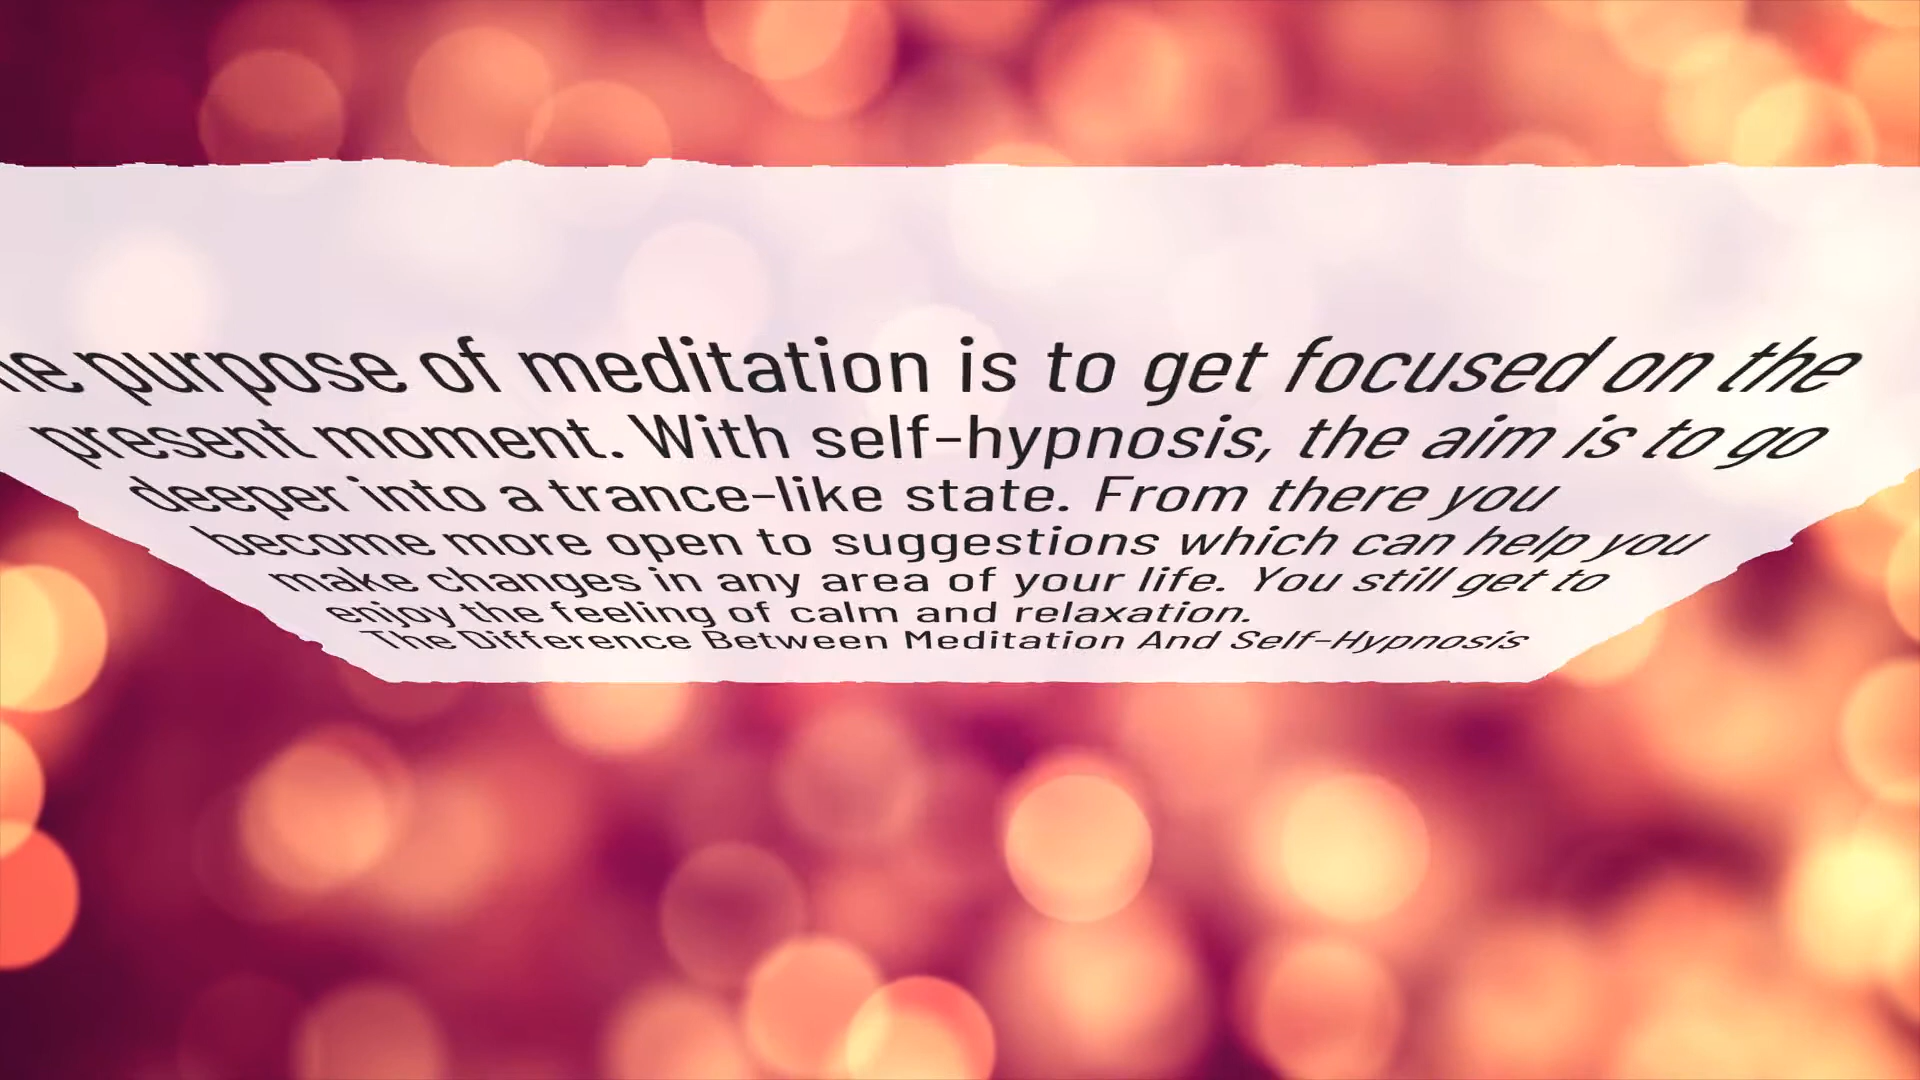 he purpose of meditation is to get focused on the
present moment. With self-hypnosis, the aim is to go
deeper into a trance-like state. From there you
become more open to suggestions which can help you
make changes in any area of your life. You still get to
enjoy the feeling of calm and relaxation.
The Difference Between Meditation And Self-Hypnosis